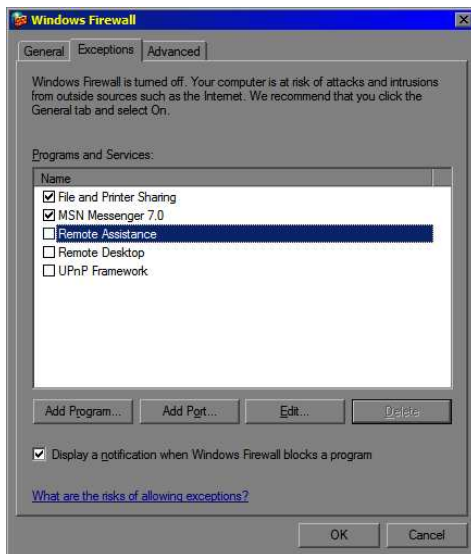 Windows Firewall
General Exceptions Advanced
Windows Firewall is turned off. Your computer is at risk of attacks and intrusions
from outside sources such as the Internet. We recommend that you click the
General tab and select On.
Programs and Services:
Name
File and Printer Sharing
MSN Messenger 7.0
Remote Assistance
Remote Desktop
UPnP Framework
Add Program... Add Port... Edit... Delete
Display a notification when Windows Firewall blocks a program
What are the risks of allowing exceptions?
OK Cancel